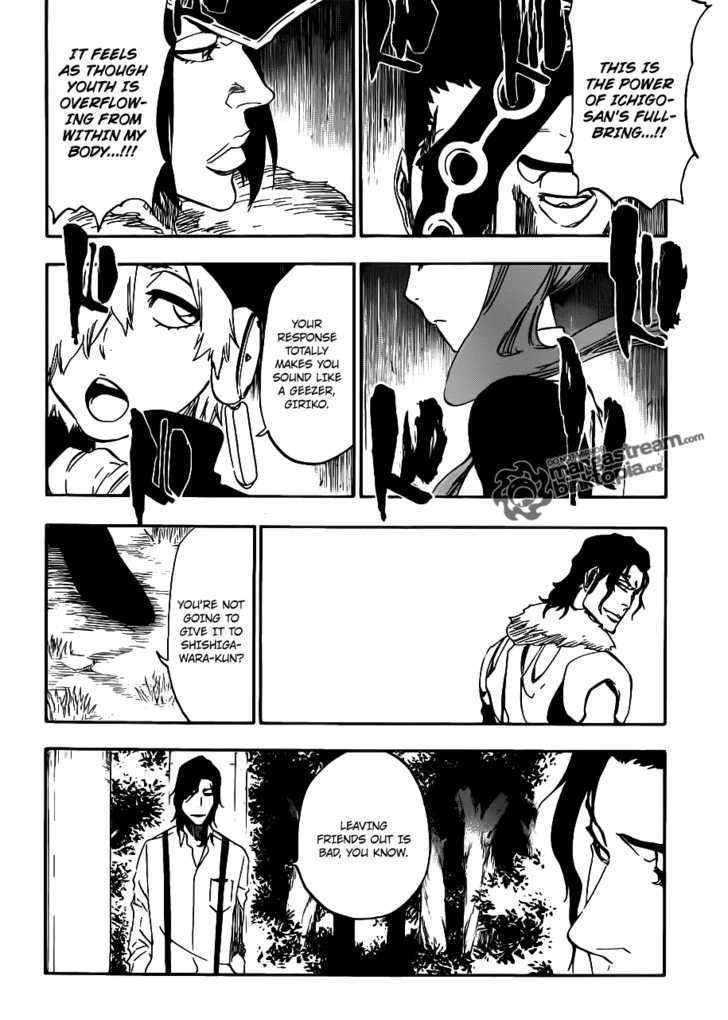 THIS IS
THE POWER
OF ICHIGO-
SAN'S FULL-
BRING...!!
IT FEELS
AS THOUGH
YOUTH IS
OVERFLOW-
ING FROM
WITHIN MY
BODY...!!!
YOUR
RESPONSE
TOTALLY
MAKES YOU
SOUND LIKE
A GEEZER,
GIRIKO.
mangastream.com
binktopia.org
YOU'RE NOT
GOING TO
GIVE IT TO
SHISHIGA-
WARA-KUN?
LEAVING
FRIENDS OUT IS
BAD, YOU KNOW.